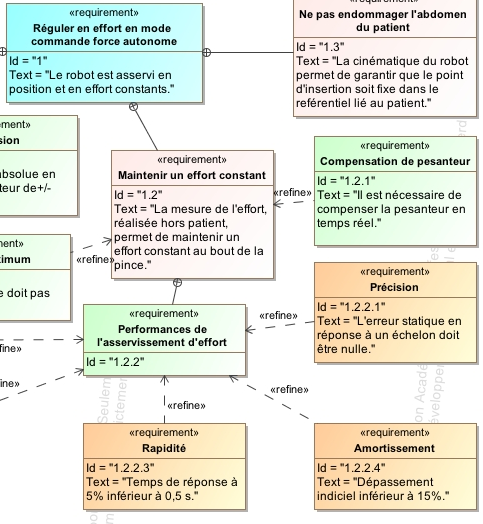 «requirement»
Réguler en effort en mode
commande force autonome
Id = "1"
Text = "Le robot est asservi en
position et en effort constants."
«requirement»
Ne pas endommager l'abdomen
du patient
Id = "1.3"
Text = "La cinématique du robot
permet de garantir que le point
d'insertion soit fixe dans le
référentiel lié au patient."
ement»
sion
absolue en
teur de+/-
«requirement»
Maintenir un effort constant
Id = "1.2"
Text = "La mesure de l'effort,
réalisée hors patient,
permet de maintenir un
effort constant au bout de la
pince."
«refine»
«requirement»
Compensation de pesanteur
Id = "1.2.1"
Text = "Il est nécessaire de
compenser la pesanteur en
temps réel."
ement»
ximum
e doit pas
«refine»
«requirement»
Précision
Id = "1.2.2.1"
Text = "L'erreur statique en
réponse à un échelon doit
être nulle."
«requirement»
Performances de
l'asservissement d'effort
Id = "1.2.2"
«refine»
efine»
efine»
«refine»
«refine»
«requirement»
Rapidité
Id = "1.2.2.3"
Text = "Temps de réponse à
5% inférieur à 0,5 s."
«requirement»
Amortissement
Id = "1.2.2.4"
Text = "Dépassement
indiciel inférieur à 15%."